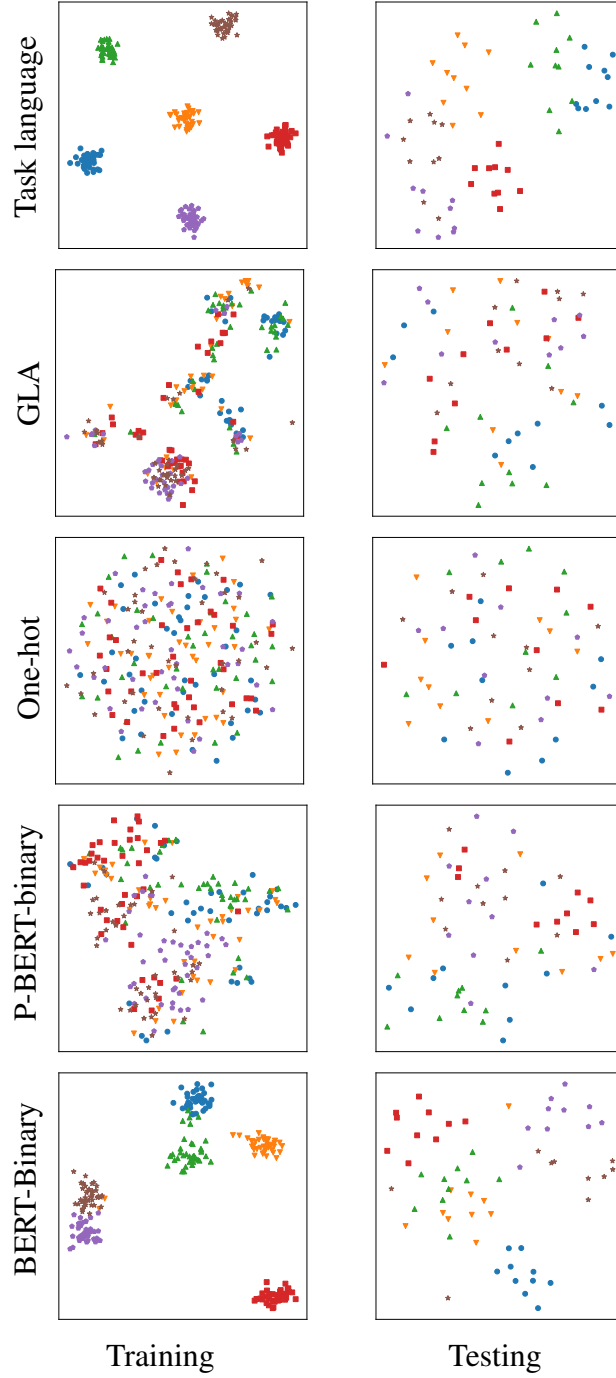 Task language
GLA
One-hot
P-BERT-binary
BERT-Binary
Training
Testing